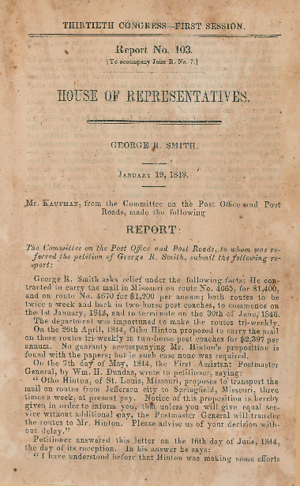 THIRTIETH CONGRESS—FIRST SESSION.
Report No. 103.
[To accompany Joint R. No. 7.]
HOUSE OF REPRESENTATIVES.
GEORGE R. SMITH.
JANUARY 19, 1848.
Mr. KAUFMAN, from the Committee on the Post Office and Post
Roads, made the following
REPORT:
The Committee on the Post Office and Post Roads, to whom was re-
ferred the petition of George R. Smith, submit the following re-
port:
George R. Smith asks relief under the following facts: He con-
tracted to carry the mail in Missouri on route No. 4665, for $1,400,
and on route No. 4670 for $1,200 per annum; both routes to be
twice a week and back in two horse post coaches, to commence on
the 1st January, 1843, and to terminate on the 30th of June, 1846.
The department was importuned to make the routes tri-weekly.
On the 26th April, 1844, Otho Hinton proposed to carry the mail
on these routes tri-weekly in two-horse post coaches for $2,397 per
annum. No guaranty accompanying Mr. Hinton's proposition is
found with the papers; but in such case none was required.
On the 7th day of May, 1844, the First Assistant Postmaster
General, by Wm. H. Dundas, wrote to petitioner, saying:
"Otho Hinton, of St. Louis, Missouri, proposes to transport the
mail on routes from Jefferson city to Springfield, Missouri, three
times a week, at present pay. Notice of this proposition is hereby
given in order to inform you, that unless you will give equal ser-
vice without additional pay, the Postmaster General will transfer
the routes to Mr. Hinton. Please advise us of your decision with-
out delay."
Petitioner answered this letter on the 16th day of June, 1844,
the day of its reception. In his answer he says:
"I have understood before that Hinton was making some efforts